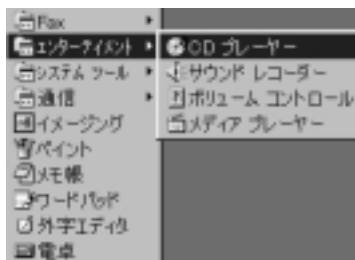 Fax
エンターテイメント
システム ツール
通信
イメージング
ペイント
メモ帳
ワードパッド
外字エディタ
電卓
CD プレーヤー
サウンド レコーダー
ボリューム コントロール
メディア プレーヤー